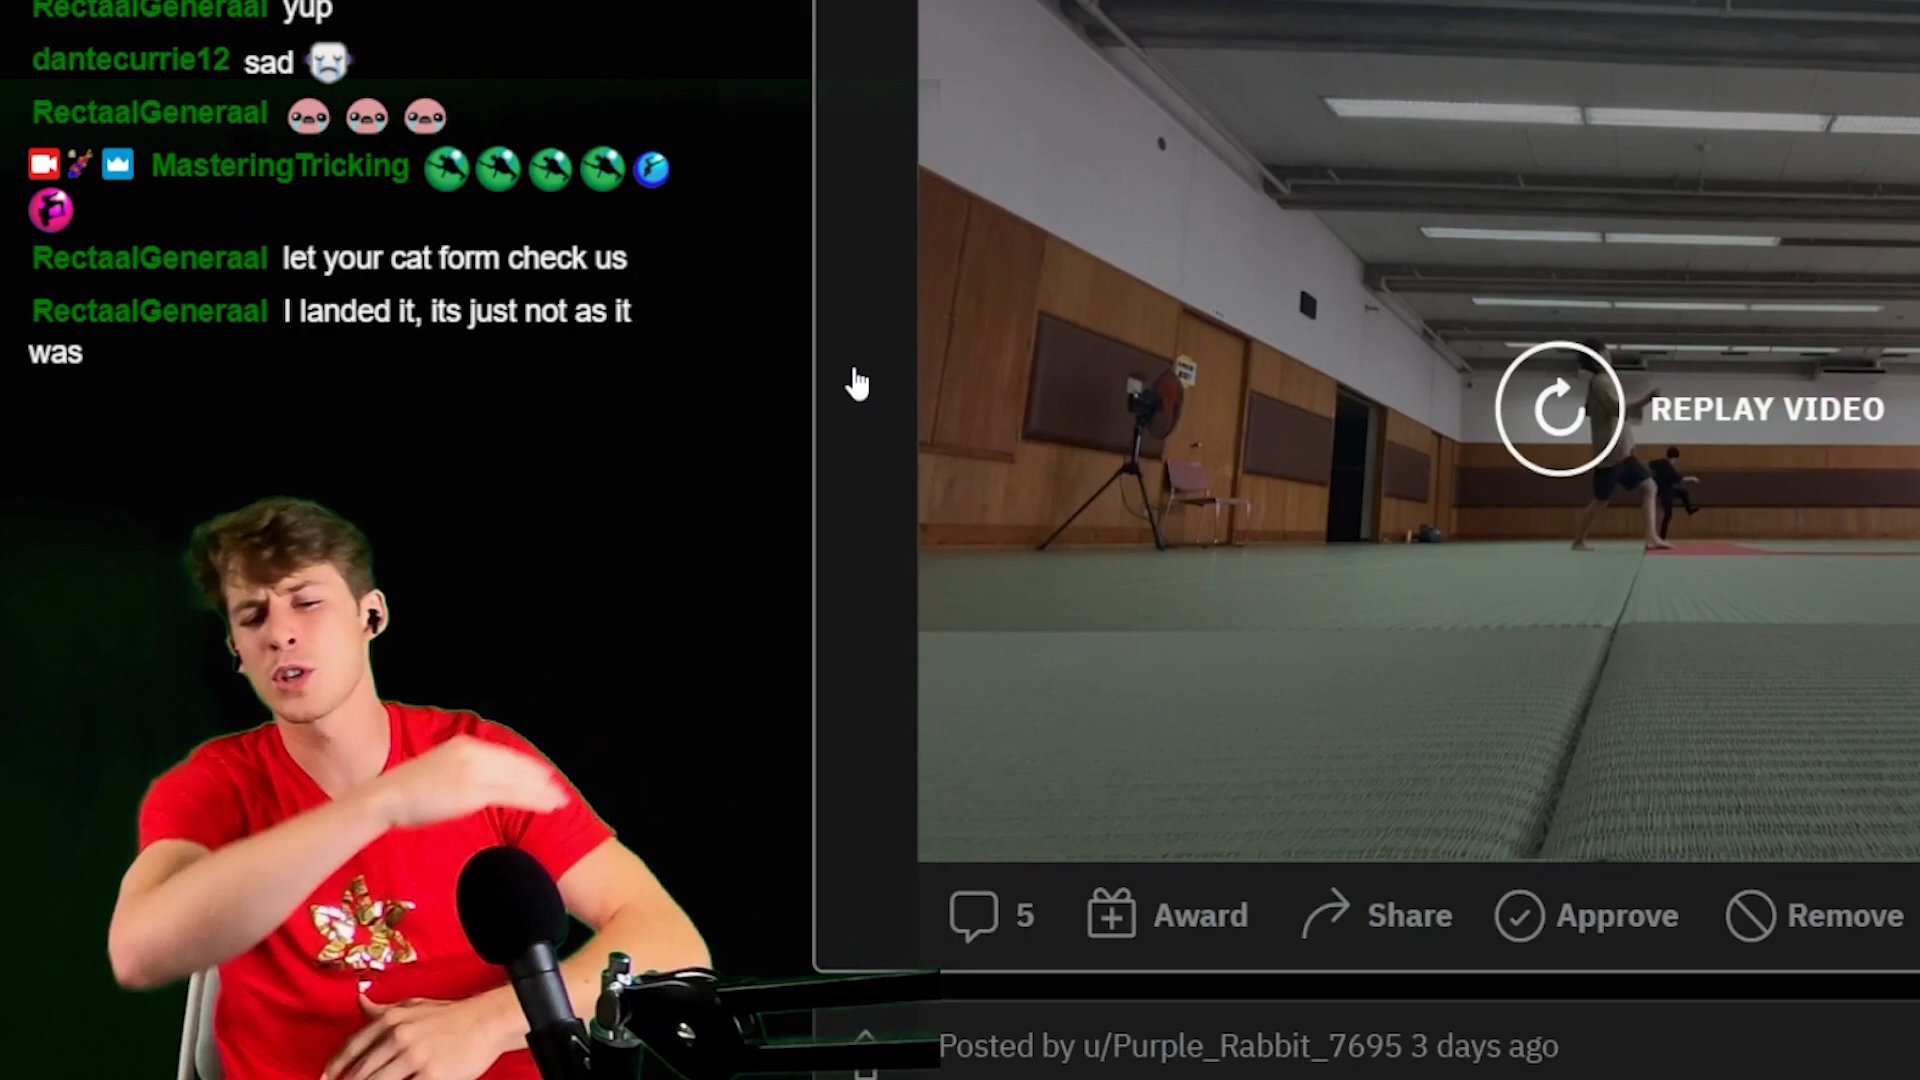 RectaalGeneraal yup
dantecurrie12 sad
RectaalGeneraal
MasteringTricking
RectaalGeneraal let your cat form check us
RectaalGeneraal I landed it, its just not as it
was
REPLAY VIDEO
5 Award Share Approve Remove
Posted by u/Purple_Rabbit_7695 3 days ago